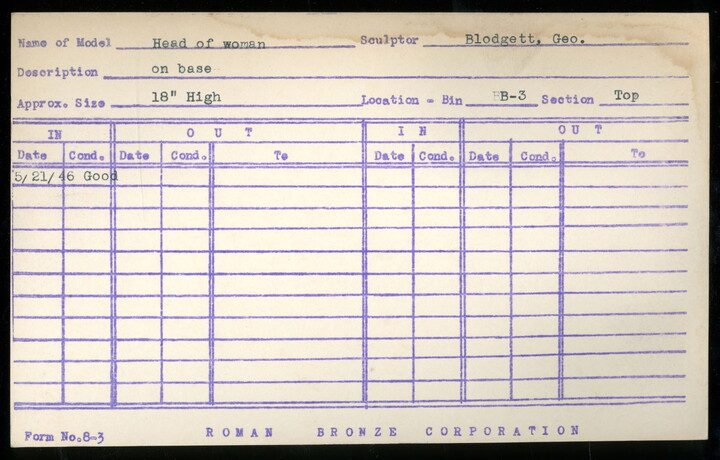 Name of Model Head of woman Sculptor Blodgett, Geo.
Description on base
Approx. Size 18" High Location - Bin BB-3 Section Top
IN OUT IN OUT
Date Cond. Date Cond. To Date Cond. Date Cond. To
5/21/46 Good
Form No. 8-3 ROMAN BRONZE CORPORATION